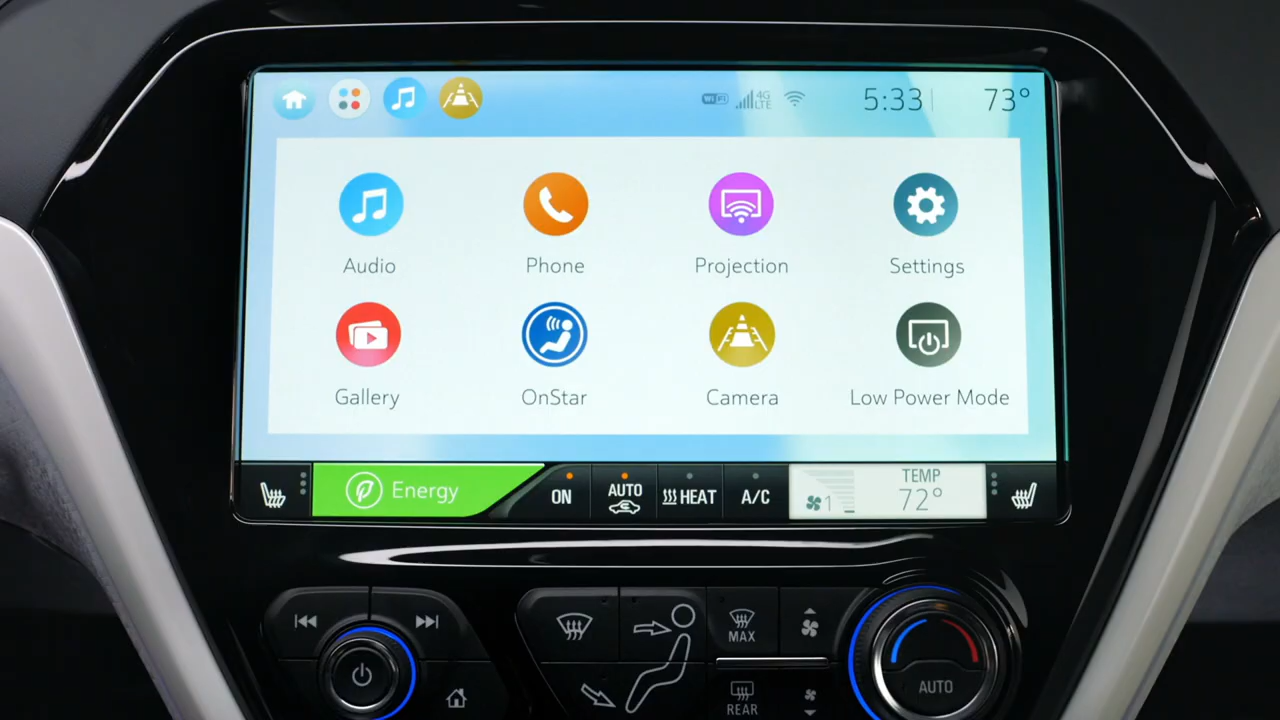 WiFi 4G LTE 5:33 73°
Audio Phone Projection Settings
Gallery OnStar Camera Low Power Mode
Energy ON AUTO HEAT A/C 1 TEMP 72°
MAX
AUTO
REAR